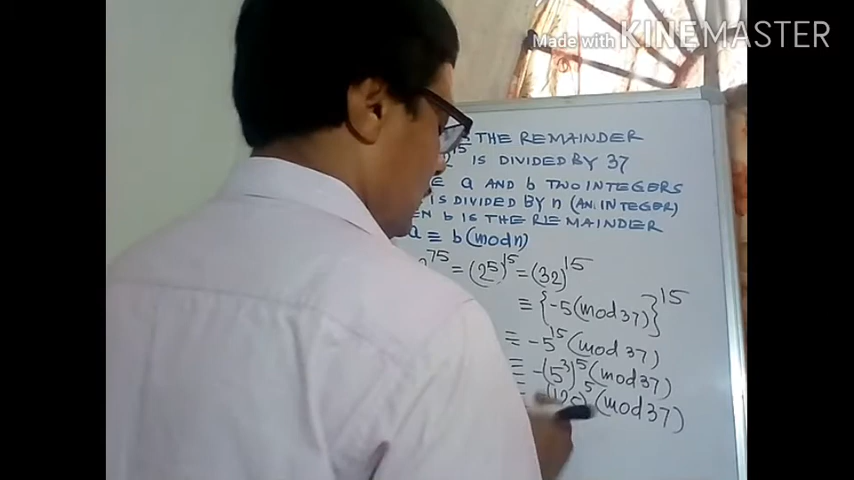 Made with KINEMASTER
THE REMAINDER
IS DIVIDED BY 37
a AND b TWO INTEGERS
IS DIVIDED BY n (AN INTEGER)
b IS THE REMAINDER
a ≡ b (mod n)
75 = (2⁵)¹⁵ = (32)¹⁵
≡ {-5 (mod 37)}¹⁵
≡ -5¹⁵ (mod 37)
≡ -(5³)⁵ (mod 37)
(125)⁵ (mod 37)